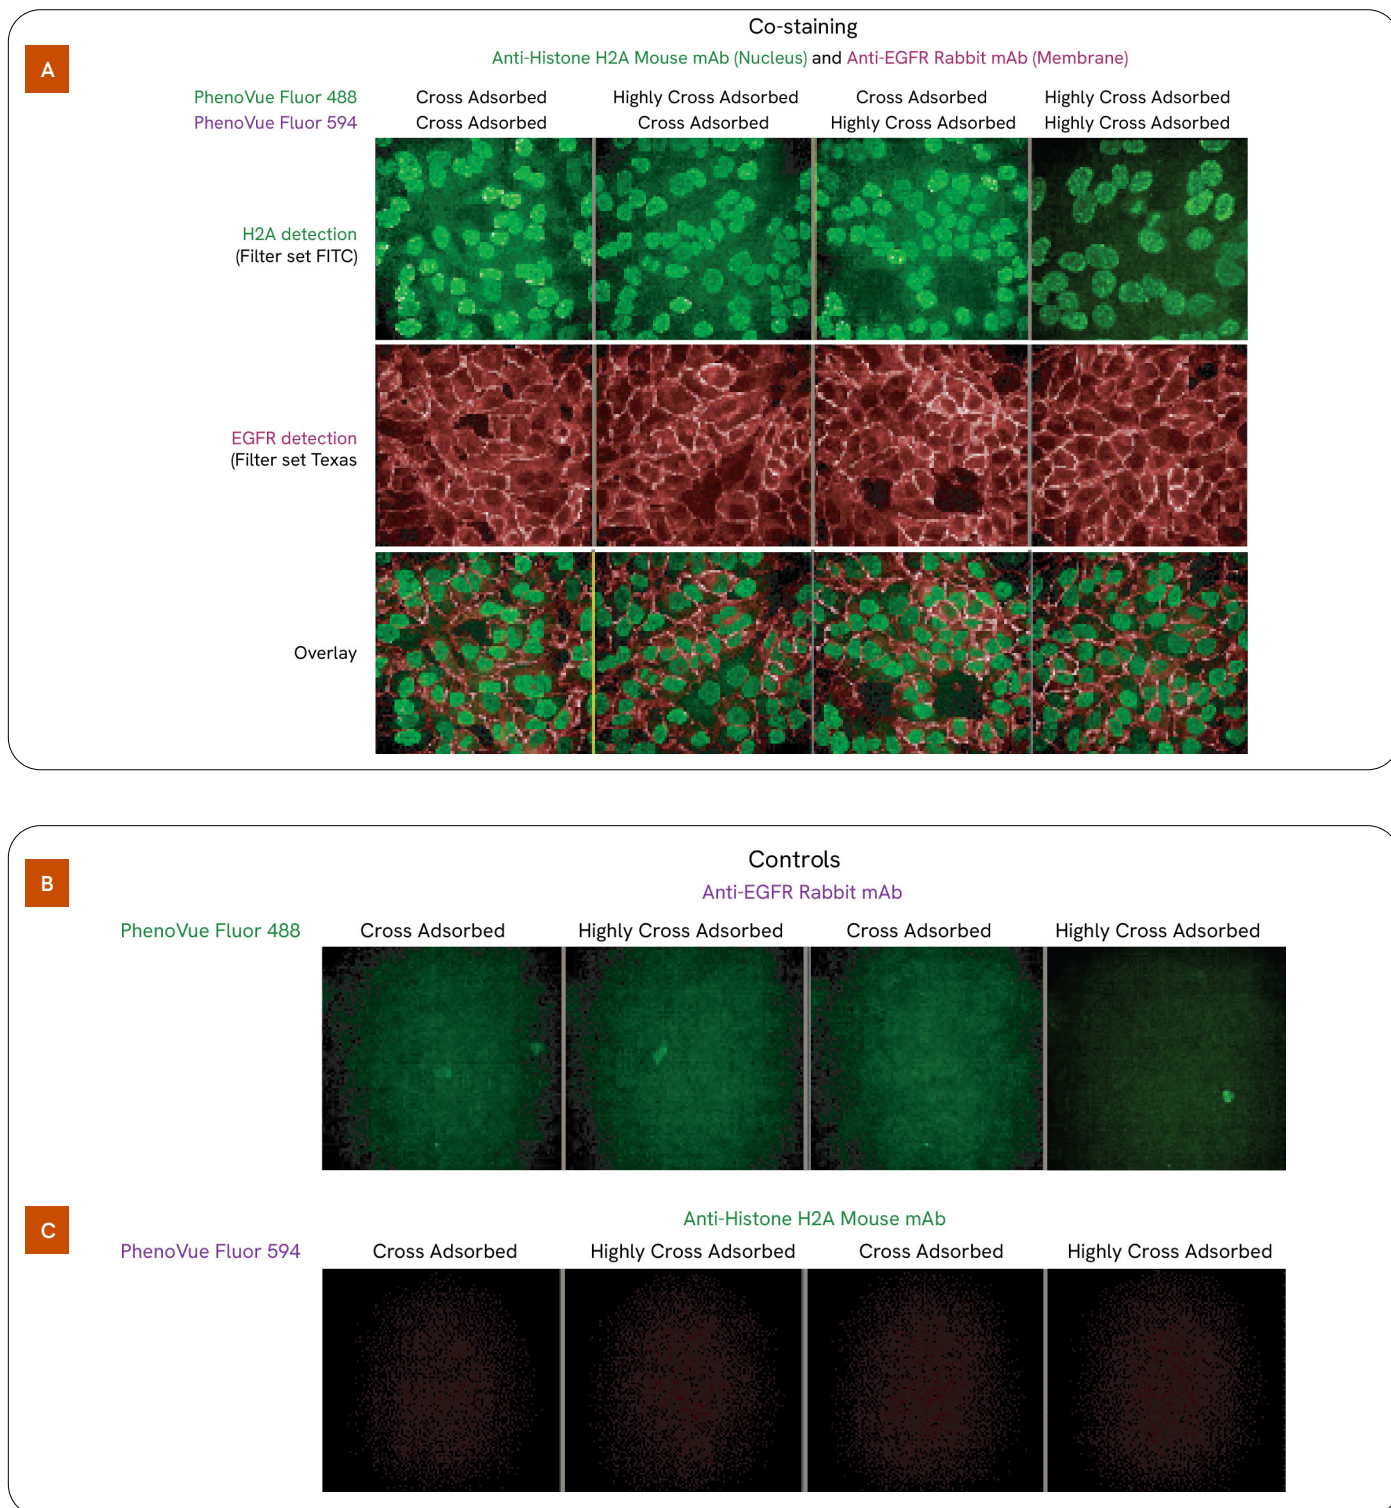 Co-staining
A
Anti-Histone H2A Mouse mAb (Nucleus) and Anti-EGFR Rabbit mAb (Membrane)
PhenoVue Fluor 488 Cross Adsorbed Highly Cross Adsorbed Cross Adsorbed Highly Cross Adsorbed
PhenoVue Fluor 594 Cross Adsorbed Cross Adsorbed Highly Cross Adsorbed Highly Cross Adsorbed
H2A detection
(Filter set FITC)
EGFR detection
(Filter set Texas
Overlay
Controls
B
Anti-EGFR Rabbit mAb
PhenoVue Fluor 488 Cross Adsorbed Highly Cross Adsorbed Cross Adsorbed Highly Cross Adsorbed
C
Anti-Histone H2A Mouse mAb
PhenoVue Fluor 594 Cross Adsorbed Highly Cross Adsorbed Cross Adsorbed Highly Cross Adsorbed